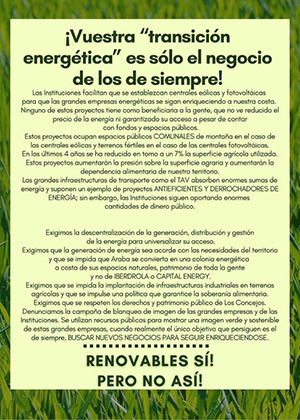 ¡Vuestra “transición
energética” es sólo el negocio
de los de siempre!
Las Instituciones facilitan que se establezcan centrales eólicas y fotovoltaicas
para que las grandes empresas energéticas se sigan enriqueciendo a nuestra costa.
Ninguno de estos proyectos tiene como beneficiaria a la gente, que no ve reducido el
precio de la energía ni garantizado su acceso a pesar de contar
con fondos y espacios públicos.
Estos proyectos ocupan espacios públicos COMUNALES de montaña en el caso de
las centrales eólicas y terrenos fértiles en el caso de las centrales fotovoltaicas.
En los últimos 4 años se ha reducido en torno a un 7% la superficie agrícola utilizada.
Estos proyectos aumentarán la presión sobre la superficie agraria y aumentarán la
dependencia alimentaria de nuestro territorio.
Las grandes infraestructuras de transporte como el TAV absorben enormes sumas de
energía y suponen un ejemplo de proyectos ANTIEFICIENTES Y DERROCHADORES DE
ENERGÍA; sin embargo, las Instituciones siguen aportando enormes
cantidades de dinero público.
Exigimos la descentralización de la generación, distribución y gestión
de la energía para universalizar su acceso.
Exigimos que la generación de energía sea acorde con las necesidades del territorio
y que se impida que Araba se convierta en una colonia energética
a costa de sus espacios naturales, patrimonio de todo la gente
y no de IBERDROLA o CAPITAL ENERGY.
Exigimos que se impida la implantación de infraestructuras industriales en terrenos
agrícolas y que se impulse una política que garantice la soberanía alimentaria.
Exigimos que se respeten los derechos y patrimonio público de Los Concejos.
Denunciamos la campaña de blanqueo de imagen de las grandes empresas y de las
Instituciones. Se utilizan recursos públicos para mostrar una imagen verde y sostenible
de estas grandes empresas, cuando realmente el único objetivo que persiguen es el
de siempre, BUSCAR NUEVOS NEGOCIOS PARA SEGUIR ENRIQUECIENDOSE.
RENOVABLES SÍ!
PERO NO ASÍ!